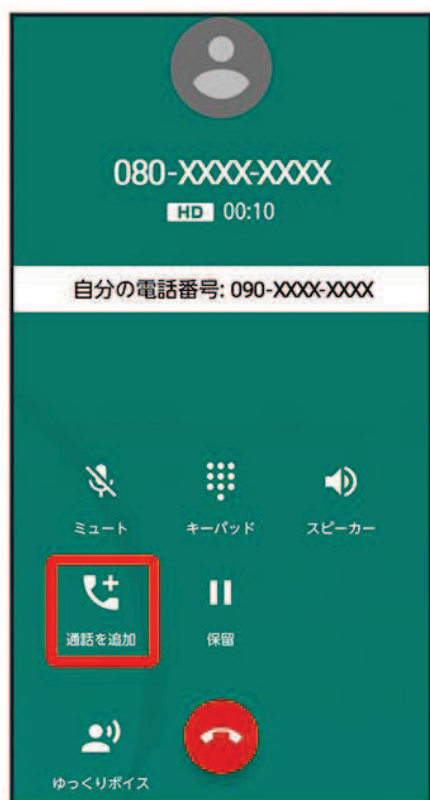 080-XXXX-XXXX
HD 00:10
自分の電話番号: 090-XXXX-XXXX
ミュート
キーパッド
スピーカー
通話を追加
保留
ゆっくりボイス